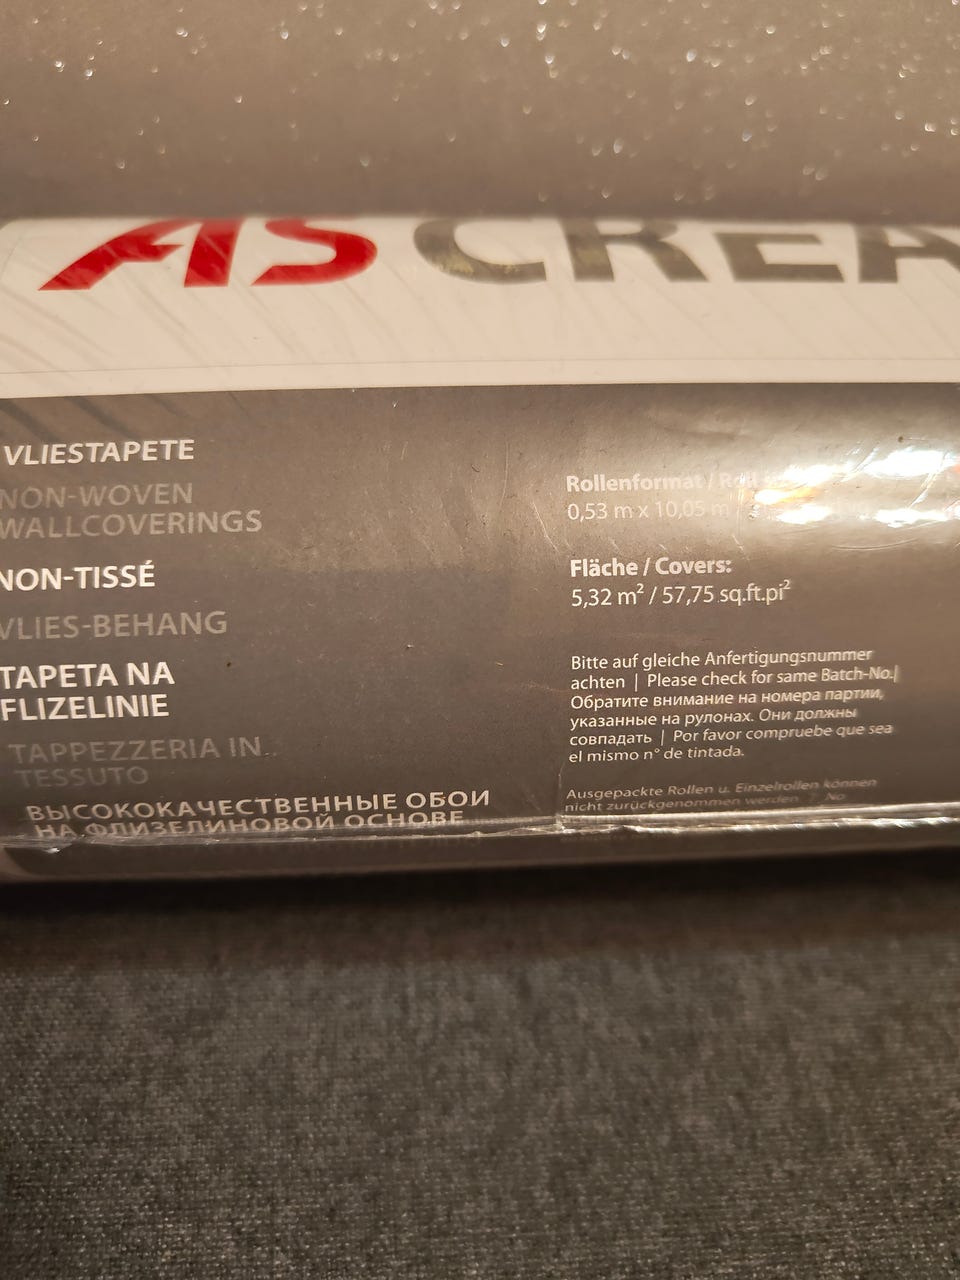 AS CREA
VLIESTAPETE
NON-WOVEN
WALLCOVERINGS
NON-TISSÉ
VLIES-BEHANG
TAPETA NA
FLIZELINIE
TAPPEZZERIA IN
TESSUTO
ВЫСОКОКАЧЕСТВЕННЫЕ ОБОИ
НА ФЛИЗЕЛИНОВОЙ ОСНОВЕ
Rollenformat / Roll
0,53 m x 10,05 m
Fläche / Covers:
5,32 m² / 57,75 sq.ft.pi²
Bitte auf gleiche Anfertigungsnummer
achten | Please check for same Batch-No.|
Обратите внимание на номера партии,
указанные на рулонах. Они должны
совпадать | Por favor compruebe que sea
el mismo n° de tintada.
Ausgepackte Rollen u. Einzelrollen können
nicht zurückgenommen werden. / No